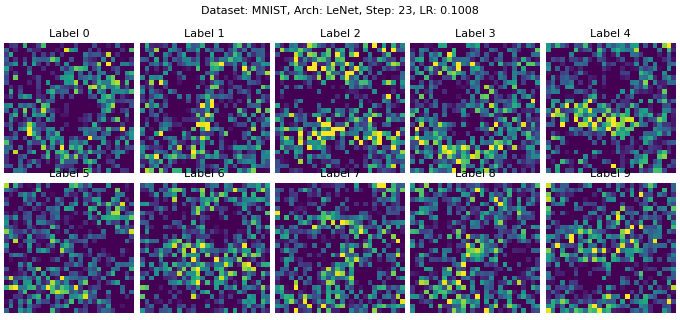 Dataset: MNIST, Arch: LeNet, Step: 23, LR: 0.1008
Label 0 Label 1 Label 2 Label 3 Label 4
Label 5 Label 6 Label 7 Label 8 Label 9